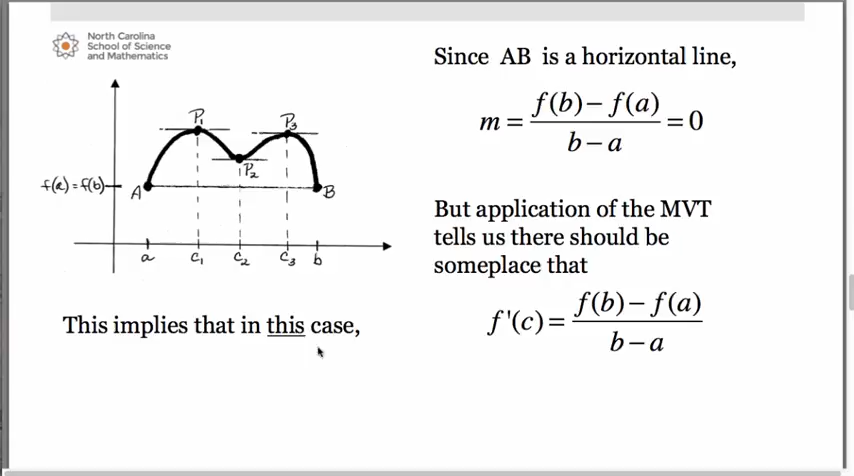 North Carolina
School of Science
and Mathematics
Since AB is a horizontal line,
m = f(b) − f(a) / b − a = 0
P₁
P₃
P₂
f(a) = f(b)
A
B
a
c₁
c₂
c₃
b
But application of the MVT
tells us there should be
someplace that
f '(c) = f(b) − f(a) / b − a
This implies that in this case,